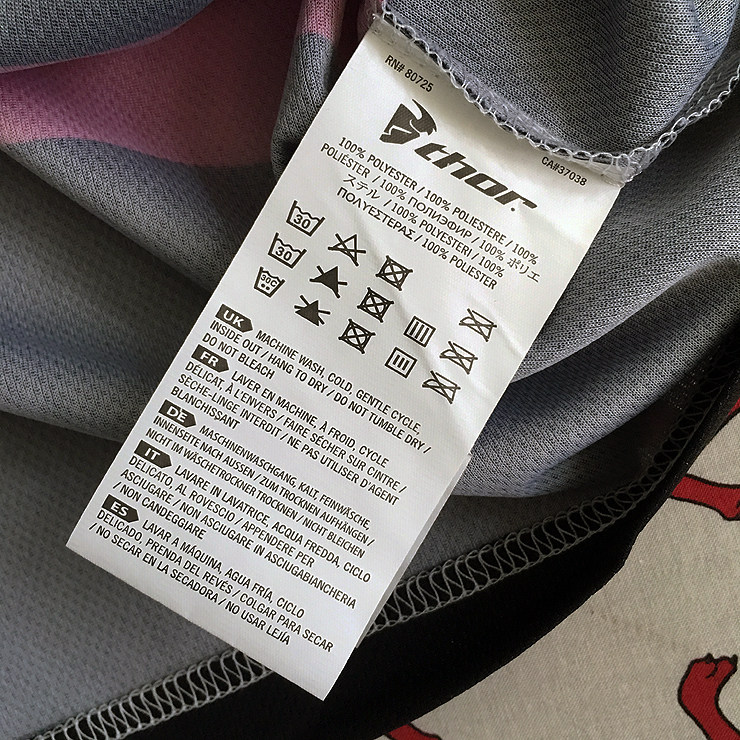 RN# 80725
thor.
CA#37038
100% POLYESTER / 100% POLIESTERE / 100%
POLIÉSTER / 100% ПОЛИЭФИР / 100% ポリエ
ステル / 100% POLYESTERI / 100%
ΠΟΛΥΕΣΤΕΡΑΣ / 100% POLIESTER
30
30
30C
UK MACHINE WASH, COLD, GENTLE CYCLE,
INSIDE OUT / HANG TO DRY / DO NOT TUMBLE DRY /
DO NOT BLEACH
FR LAVER EN MACHINE, À FROID, CYCLE
DÉLICAT, À L'ENVERS / FAIRE SÉCHER SUR CINTRE /
SÈCHE-LINGE INTERDIT / NE PAS UTILISER D'AGENT
BLANCHISSANT
DE MASCHINENWASCHGANG, KALT, FEINWÄSCHE,
INNENSEITE NACH AUSSEN / ZUM TROCKNEN AUFHÄNGEN /
NICHT IM WÄSCHETROCKNER TROCKNEN / NICHT BLEICHEN
IT LAVARE IN LAVATRICE, ACQUA FREDDA, CICLO
DELICATO, AL ROVESCIO / APPENDERE PER
ASCIUGARE / NON ASCIUGARE IN ASCIUGABIANCHERIA
/ NON CANDEGGIARE
ES LAVAR A MÁQUINA, AGUA FRÍA, CICLO
DELICADO, PRENDA DEL REVÉS / COLGAR PARA SECAR
/ NO SECAR EN LA SECADORA / NO USAR LEJÍA